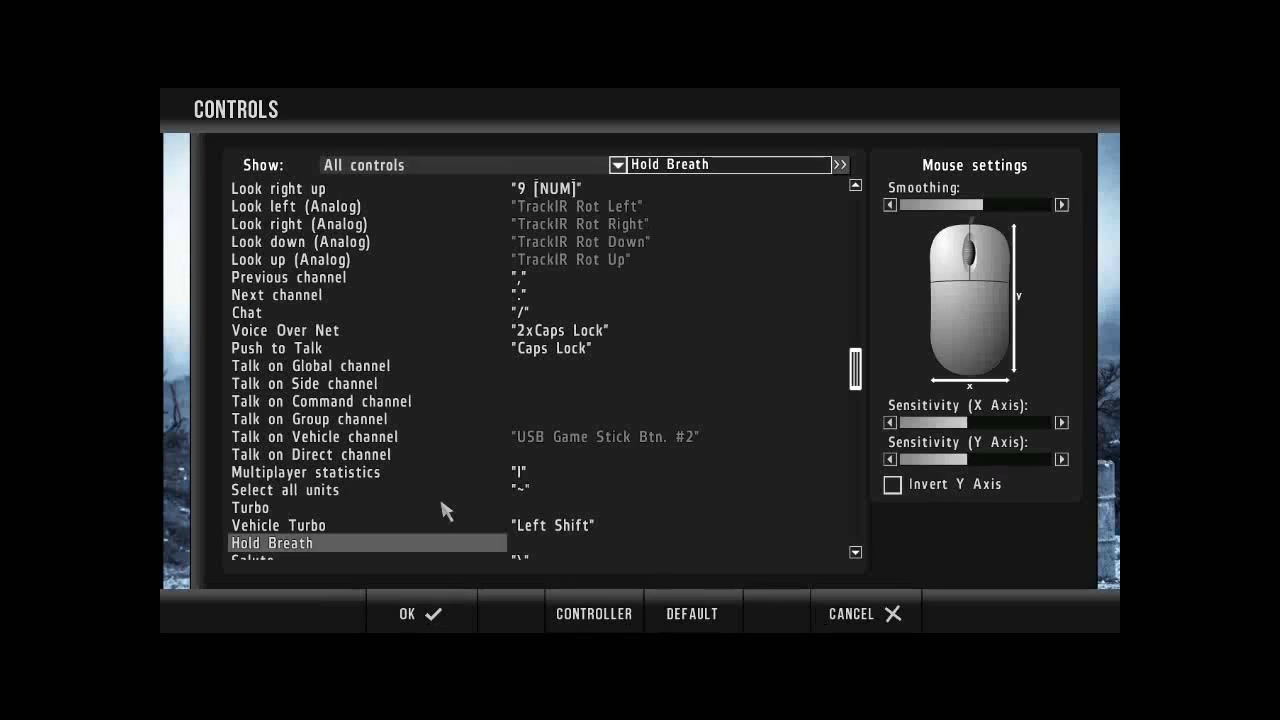 CONTROLS
Show: All controls Hold Breath >>
Look right up "9 [NUM]"
Look left (Analog) "TrackIR Rot Left"
Look right (Analog) "TrackIR Rot Right"
Look down (Analog) "TrackIR Rot Down"
Look up (Analog) "TrackIR Rot Up"
Previous channel ","
Next channel "."
Chat "/"
Voice Over Net "2xCaps Lock"
Push to Talk "Caps Lock"
Talk on Global channel
Talk on Side channel
Talk on Command channel
Talk on Group channel
Talk on Vehicle channel "USB Game Stick Btn. #2"
Talk on Direct channel
Multiplayer statistics "|"
Select all units "~"
Turbo
Vehicle Turbo "Left Shift"
Hold Breath
Salute "\"
Mouse settings
Smoothing:
Y
X
Sensitivity (X Axis):
Sensitivity (Y Axis):
Invert Y Axis
OK CONTROLLER DEFAULT CANCEL